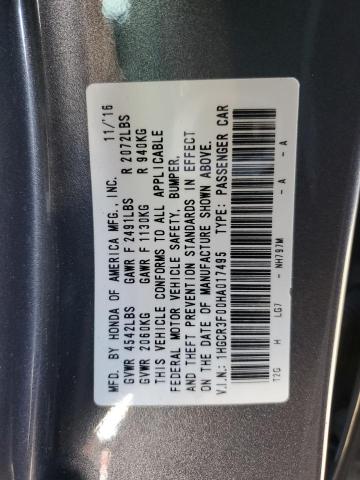 MFD. BY HONDA OF AMERICA MFG., INC. 11/16
GVWR 4542LBS GAWR F 2491LBS R 2072LBS
GVWR 2060KG GAWR F 1130KG R 940KG
THIS VEHICLE CONFORMS TO ALL APPLICABLE
FEDERAL MOTOR VEHICLE SAFETY, BUMPER,
AND THEFT PREVENTION STANDARDS IN EFFECT
ON THE DATE OF MANUFACTURE SHOWN ABOVE.
V.I.N.: 1HGCR3F00HA017495 TYPE: PASSENGER CAR
T2G H LG7 NH797M - A - A